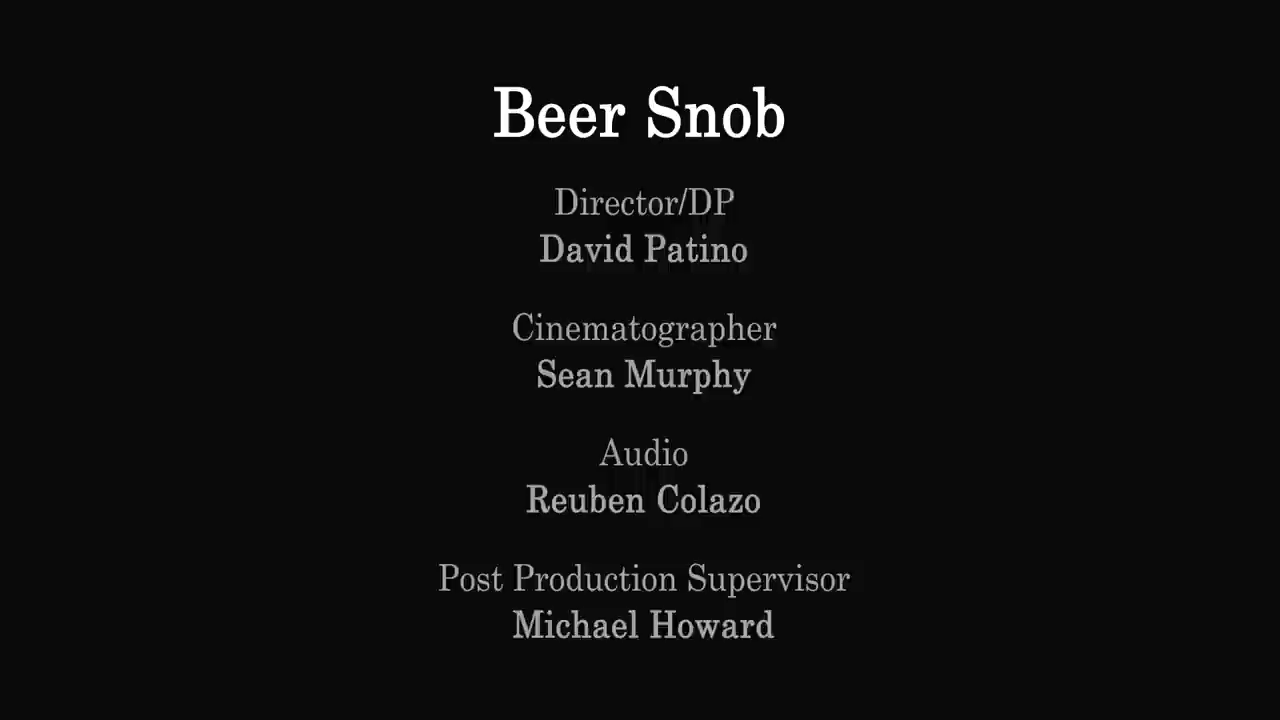 Beer Snob
Director/DP
David Patino
Cinematographer
Sean Murphy
Audio
Reuben Colazo
Post Production Supervisor
Michael Howard